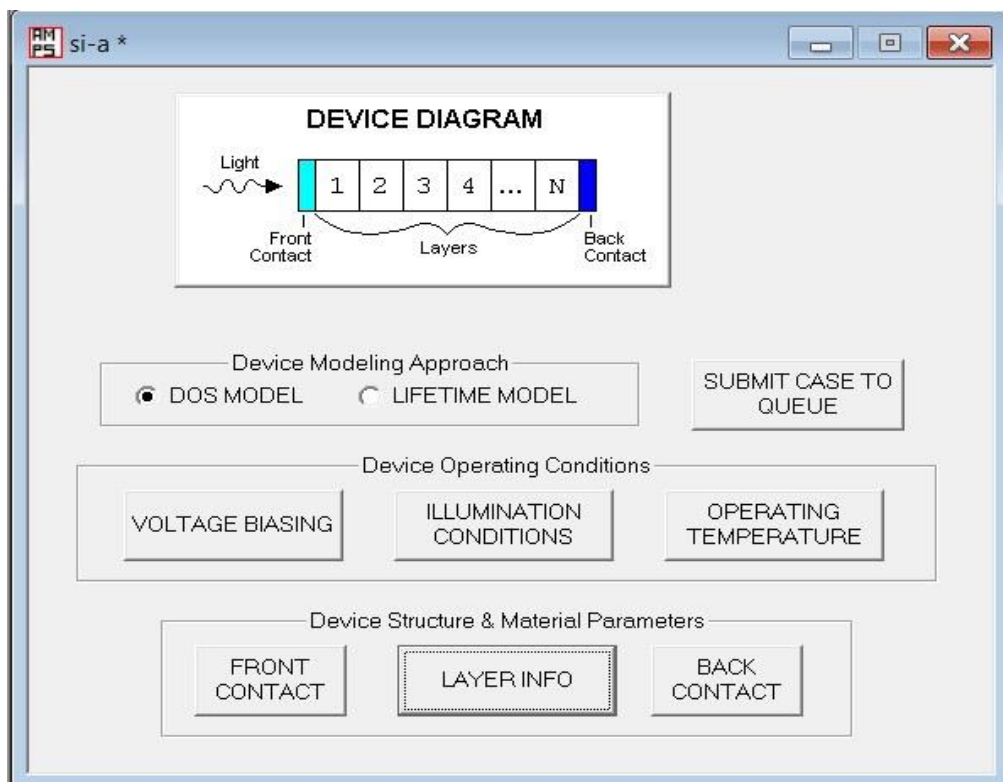 AM
PS
si-a *
DEVICE DIAGRAM
Light
1 2 3 4 ... N
Front
Contact
Layers
Back
Contact
Device Modeling Approach
DOS MODEL
LIFETIME MODEL
SUBMIT CASE TO
QUEUE
Device Operating Conditions
VOLTAGE BIASING
ILLUMINATION
CONDITIONS
OPERATING
TEMPERATURE
Device Structure & Material Parameters
FRONT
CONTACT
LAYER INFO
BACK
CONTACT